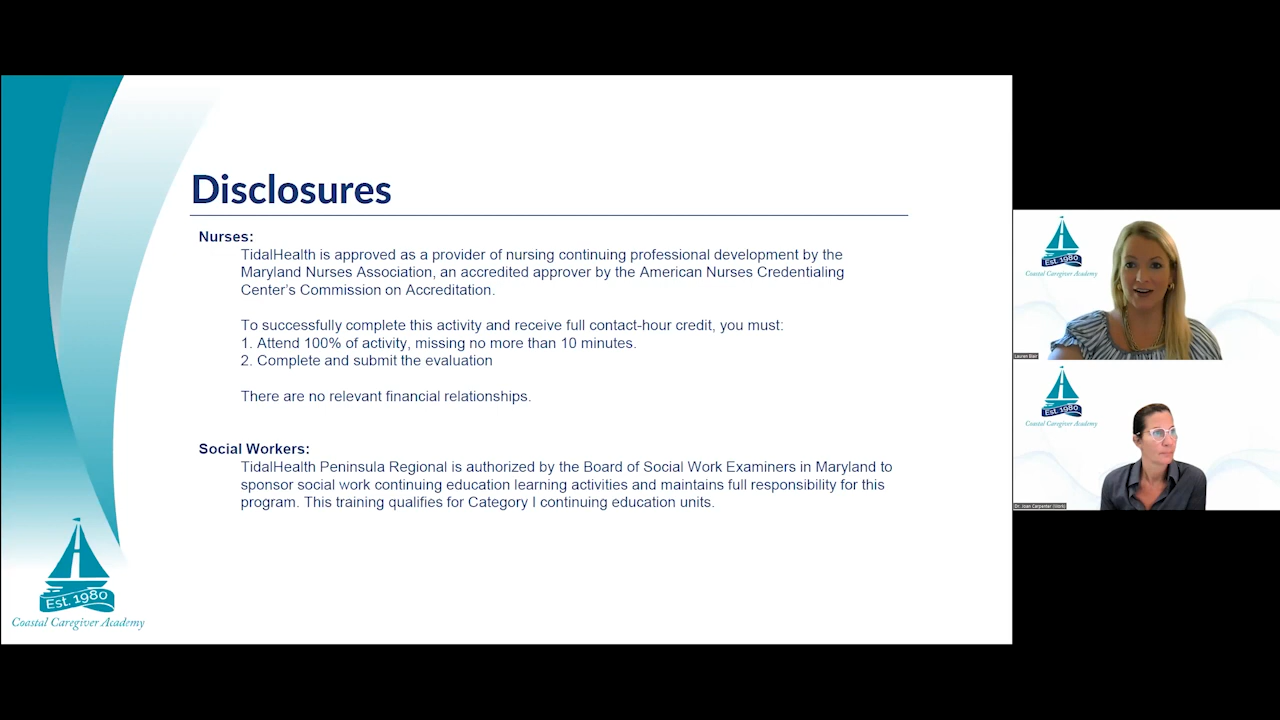 Disclosures
Nurses:
TidalHealth is approved as a provider of nursing continuing professional development by the
Maryland Nurses Association, an accredited approver by the American Nurses Credentialing
Center's Commission on Accreditation.
To successfully complete this activity and receive full contact-hour credit, you must:
1. Attend 100% of activity, missing no more than 10 minutes.
2. Complete and submit the evaluation
There are no relevant financial relationships.
Social Workers:
TidalHealth Peninsula Regional is authorized by the Board of Social Work Examiners in Maryland to
sponsor social work continuing education learning activities and maintains full responsibility for this
program. This training qualifies for Category I continuing education units.
Est. 1980
Coastal Caregiver Academy
Est. 1980
Coastal Caregiver Academy
Lauren Blair
Est. 1980
Coastal Caregiver Academy
Dr. Joan Carpenter (Work)